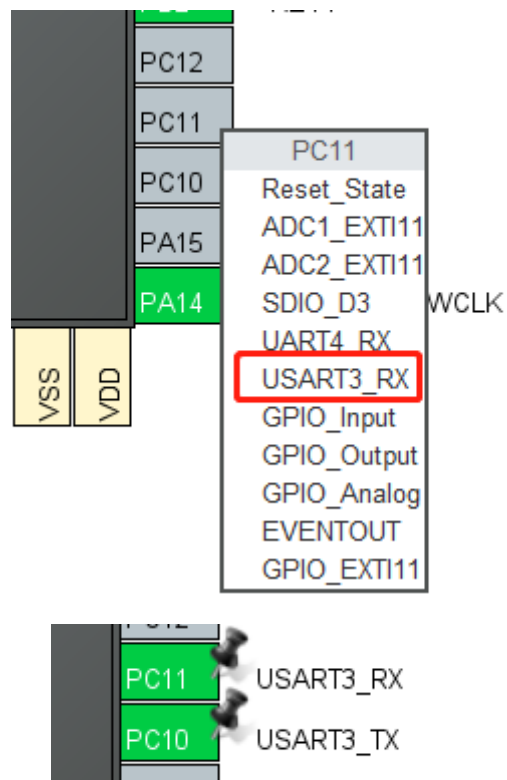 PC12
PC11
PC10
PA15
PA14
WCLK
VSS
VDD
PC11
Reset_State
ADC1_EXTI11
ADC2_EXTI11
SDIO_D3
UART4_RX
USART3_RX
GPIO_Input
GPIO_Output
GPIO_Analog
EVENTOUT
GPIO_EXTI11
PC11 USART3_RX
PC10 USART3_TX